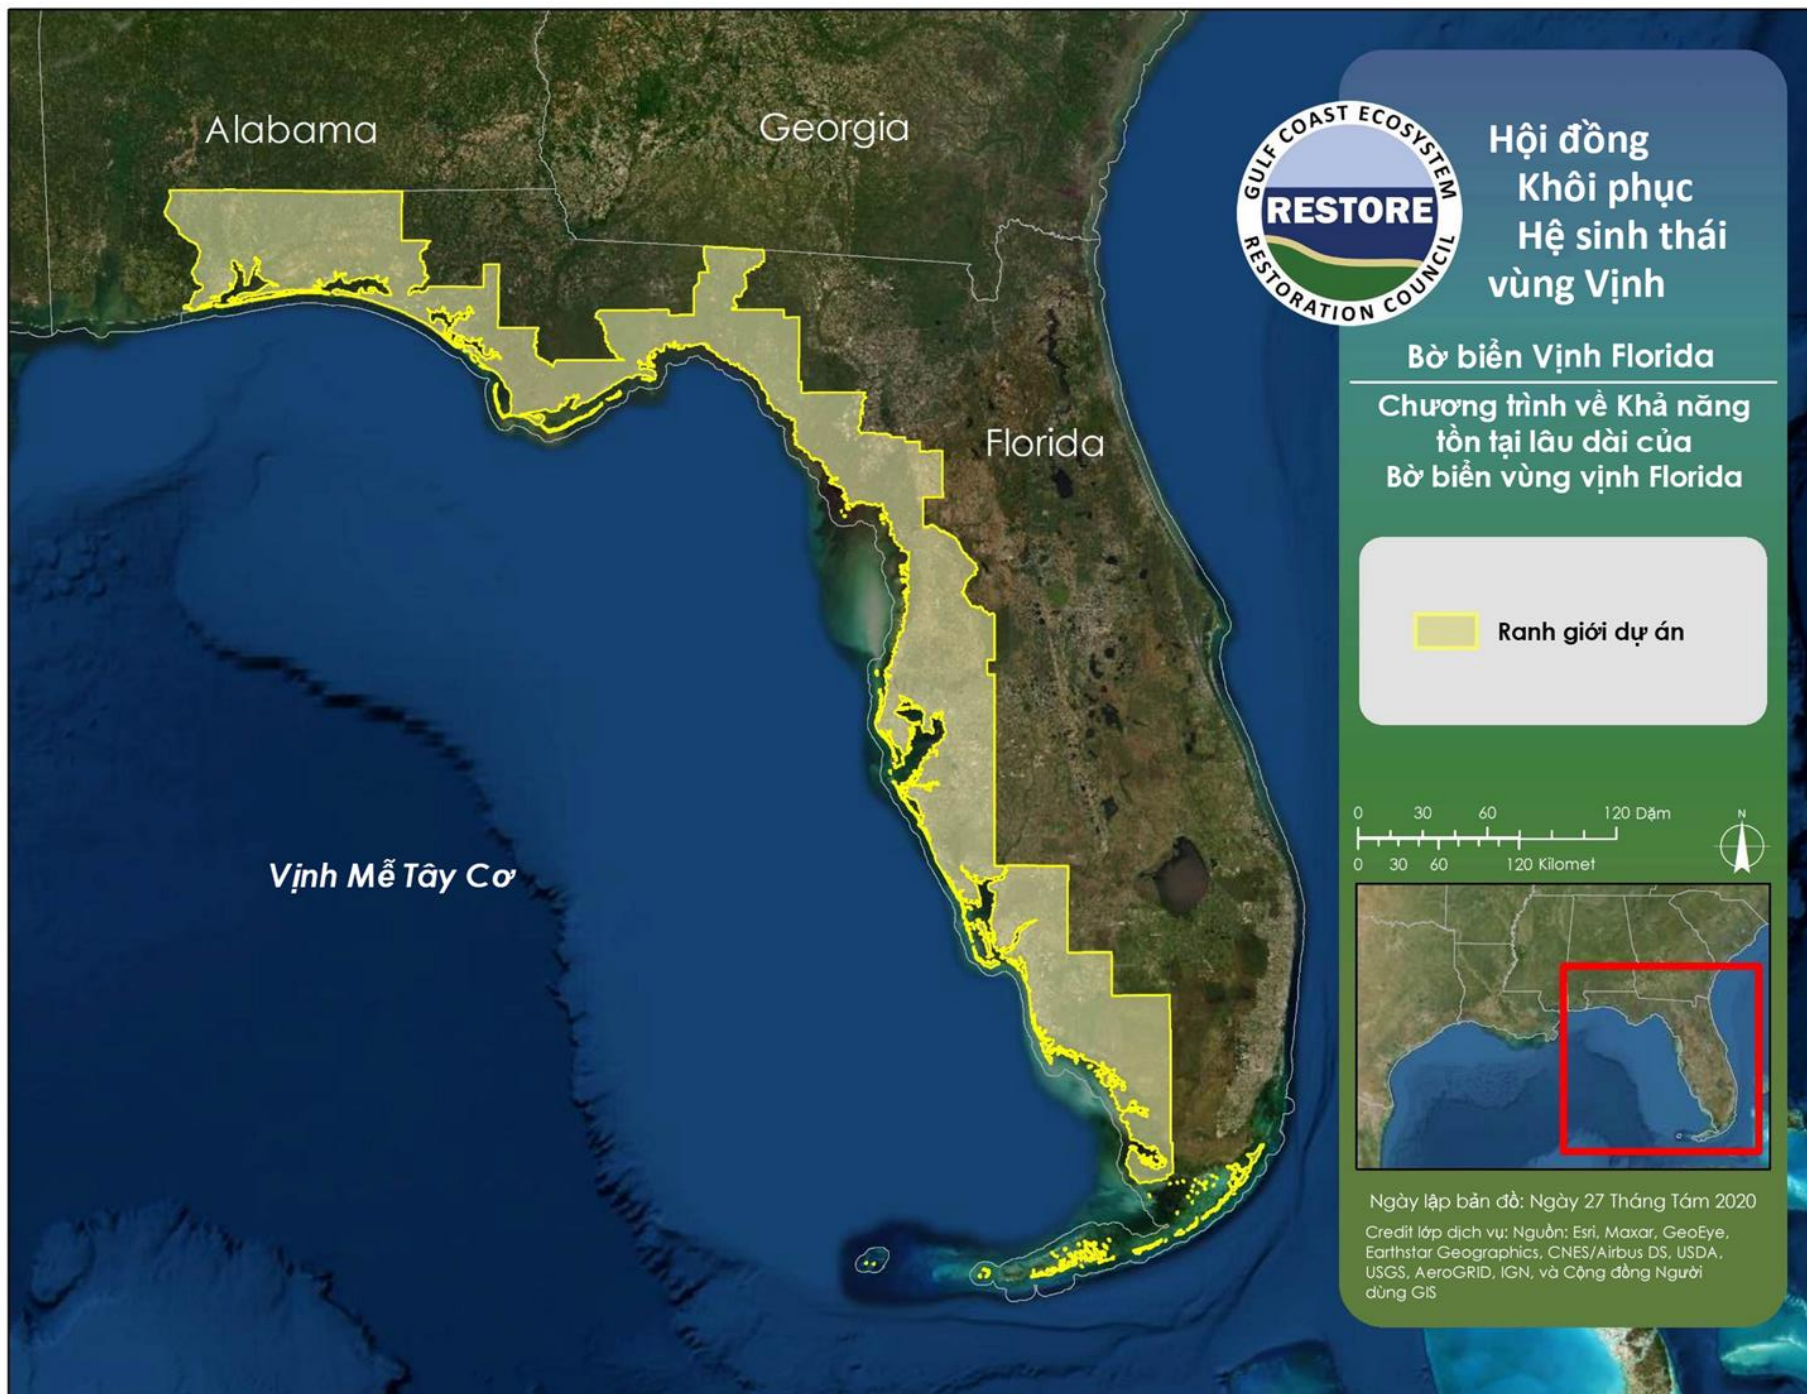 Alabama
Georgia
Florida
Vịnh Mễ Tây Cơ
GULF COAST ECOSYSTEM
RESTORE
RESTORATION COUNCIL
Hội đồng
Khôi phục
Hệ sinh thái
vùng Vịnh
Bờ biển Vịnh Florida
Chương trình về Khả năng
tồn tại lâu dài của
Bờ biển vùng vịnh Florida
Ranh giới dự án
0 30 60 120 Dặm
0 30 60 120 Kilomet
N
Ngày lập bản đồ: Ngày 27 Tháng Tám 2020
Credit lớp dịch vụ: Nguồn: Esri, Maxar, GeoEye,
Earthstar Geographics, CNES/Airbus DS, USDA,
USGS, AeroGRID, IGN, và Cộng đồng Người
dùng GIS